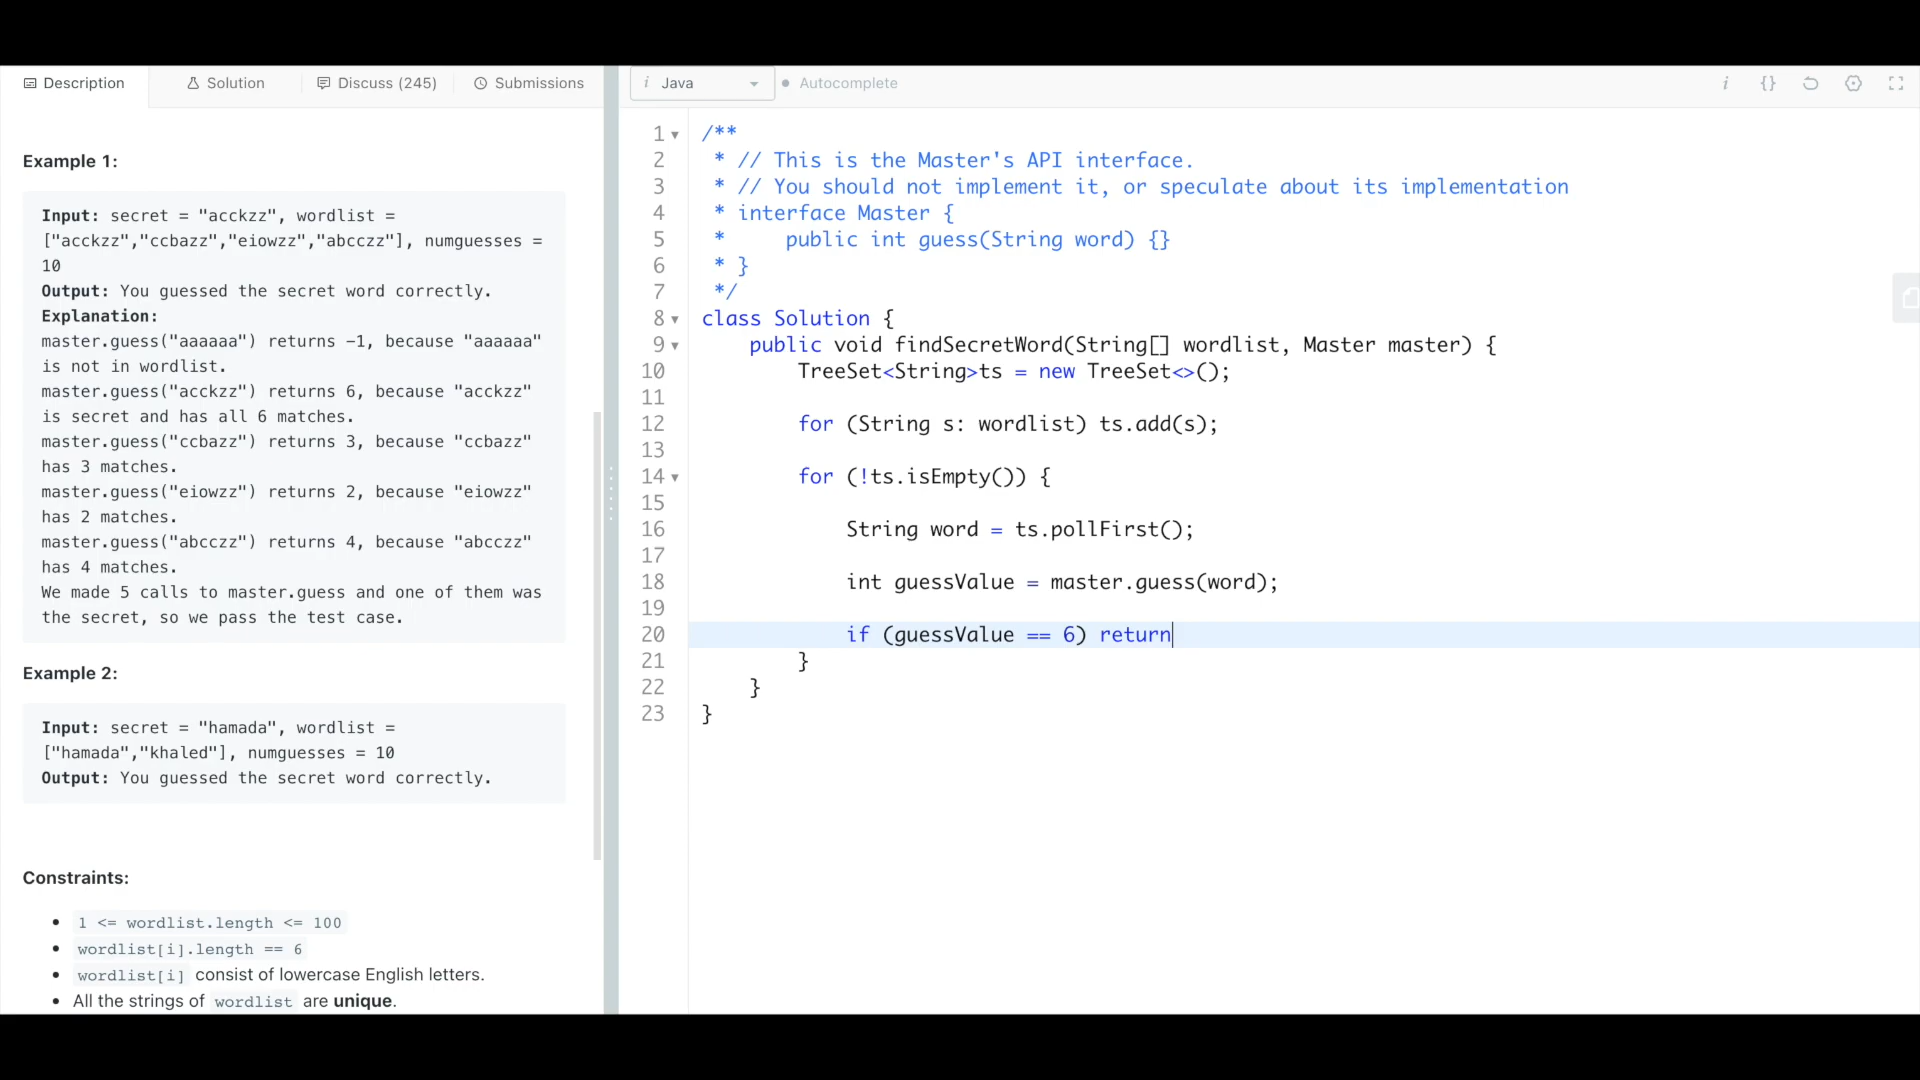 Description
Solution
Discuss (245)
Submissions
Example 1:
Input: secret = "acckzz", wordlist =
["acckzz","ccbazz","eiowzz","abcczz"], numguesses =
10
Output: You guessed the secret word correctly.
Explanation:
master.guess("aaaaaa") returns -1, because "aaaaaa"
is not in wordlist.
master.guess("acckzz") returns 6, because "acckzz"
is secret and has all 6 matches.
master.guess("ccbazz") returns 3, because "ccbazz"
has 3 matches.
master.guess("eiowzz") returns 2, because "eiowzz"
has 2 matches.
master.guess("abcczz") returns 4, because "abcczz"
has 4 matches.
We made 5 calls to master.guess and one of them was
the secret, so we pass the test case.
Example 2:
Input: secret = "hamada", wordlist =
["hamada","khaled"], numguesses = 10
Output: You guessed the secret word correctly.
Constraints:
• 1 <= wordlist.length <= 100
• wordlist[i].length == 6
• wordlist[i] consist of lowercase English letters.
• All the strings of wordlist are unique.
i Java
Autocomplete
i {}
1 /**
2  * // This is the Master's API interface.
3  * // You should not implement it, or speculate about its implementation
4  * interface Master {
5  *     public int guess(String word) {}
6  * }
7  */
8 class Solution {
9     public void findSecretWord(String[] wordlist, Master master) {
10         TreeSet<String>ts = new TreeSet<>();
11
12         for (String s: wordlist) ts.add(s);
13
14         for (!ts.isEmpty()) {
15
16             String word = ts.pollFirst();
17
18             int guessValue = master.guess(word);
19
20             if (guessValue == 6) return
21         }
22     }
23 }